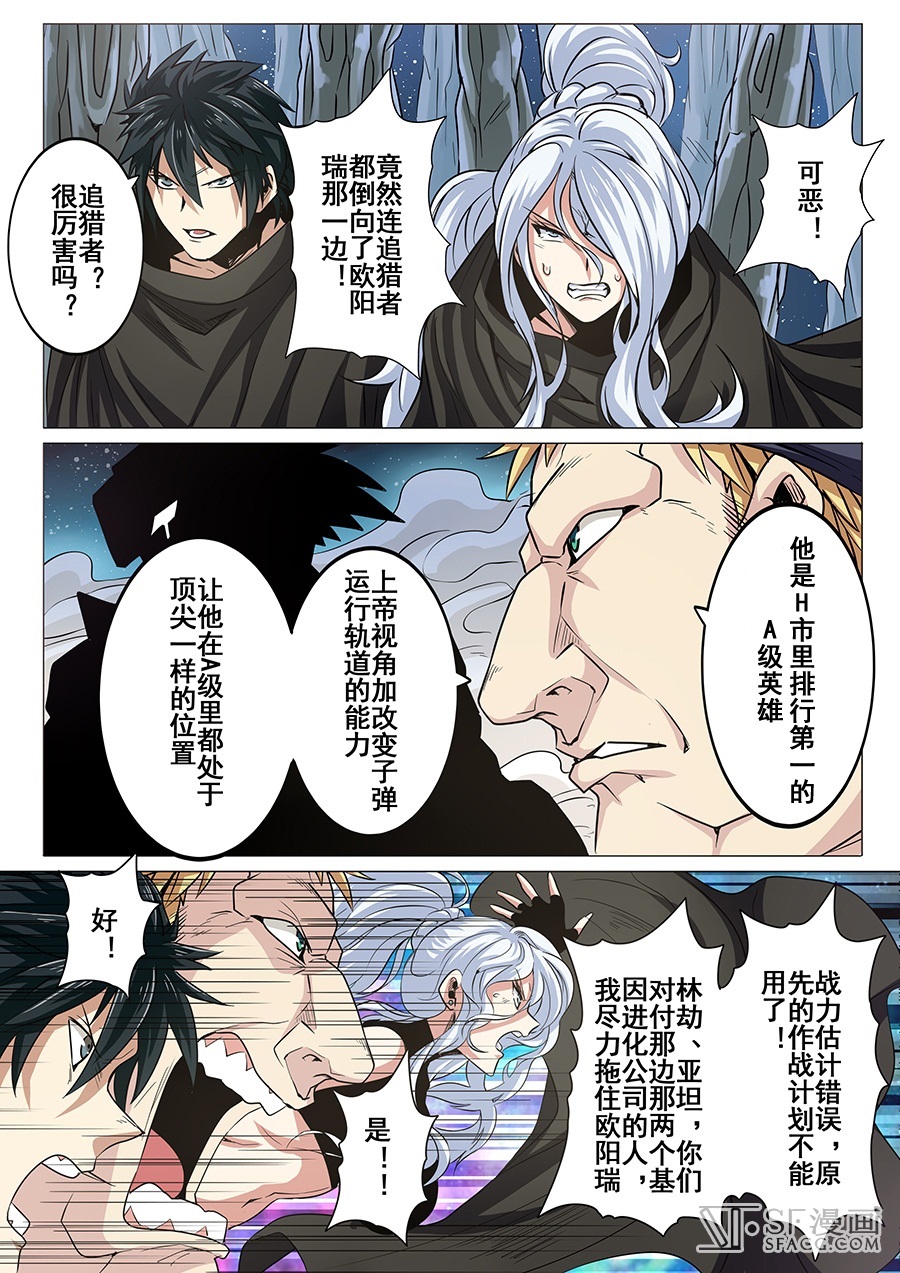 可恶！
竟然连追猎者
都倒向了欧阳
瑞那一边！
追猎者？
很厉害吗？
他是H市里排行第一的
A级英雄
上帝视角加改变子弹
运行轨道的能力
让他在A级里都处于
顶尖一样的位置
战力估计错误，原
先的作战计划不能
用了！
林劫、亚坦，你们
对付那边那两个基
因进化公司的人，
我尽力拖住欧阳瑞
是！！
好！
SF漫画
SFACG.COM